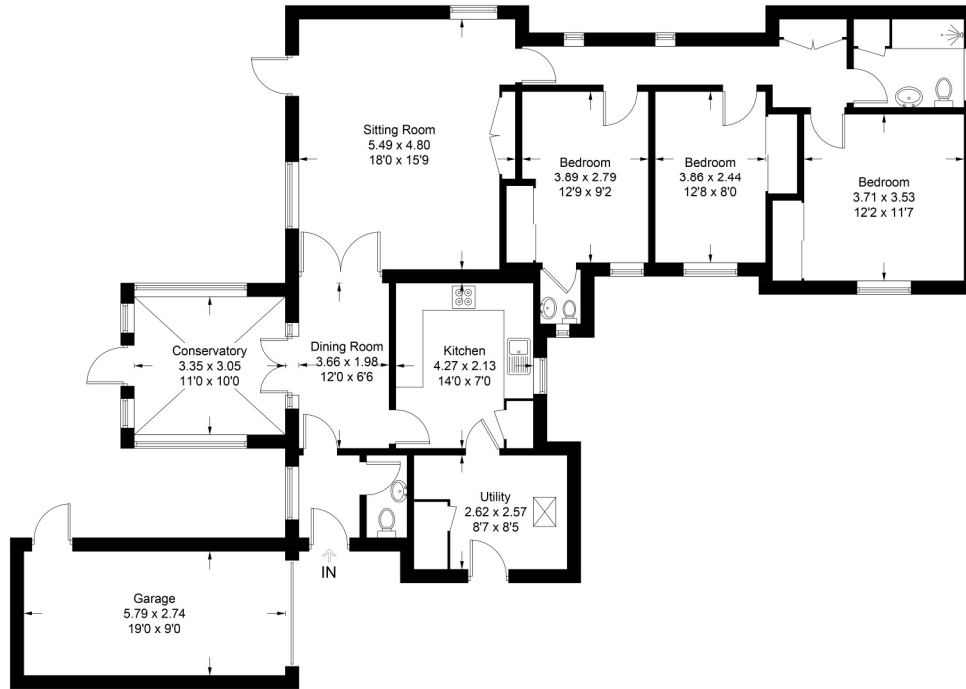 Sitting Room
5.49 x 4.80
18'0 x 15'9
Bedroom
3.89 x 2.79
12'9 x 9'2
Bedroom
3.86 x 2.44
12'8 x 8'0
Bedroom
3.71 x 3.53
12'2 x 11'7
Conservatory
3.35 x 3.05
11'0 x 10'0
Dining Room
3.66 x 1.98
12'0 x 6'6
Kitchen
4.27 x 2.13
14'0 x 7'0
Utility
2.62 x 2.57
8'7 x 8'5
IN
Garage
5.79 x 2.74
19'0 x 9'0